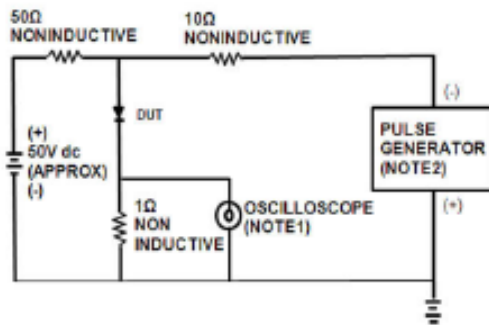 50Ω
NONINDUCTIVE
10Ω
NONINDUCTIVE
DUT
(+)
50V dc
(APPROX)
(-)
1Ω
NON
INDUCTIVE
OSCILLOSCOPE
(NOTE1)
(-)
PULSE
GENERATOR
(NOTE2)
(+)